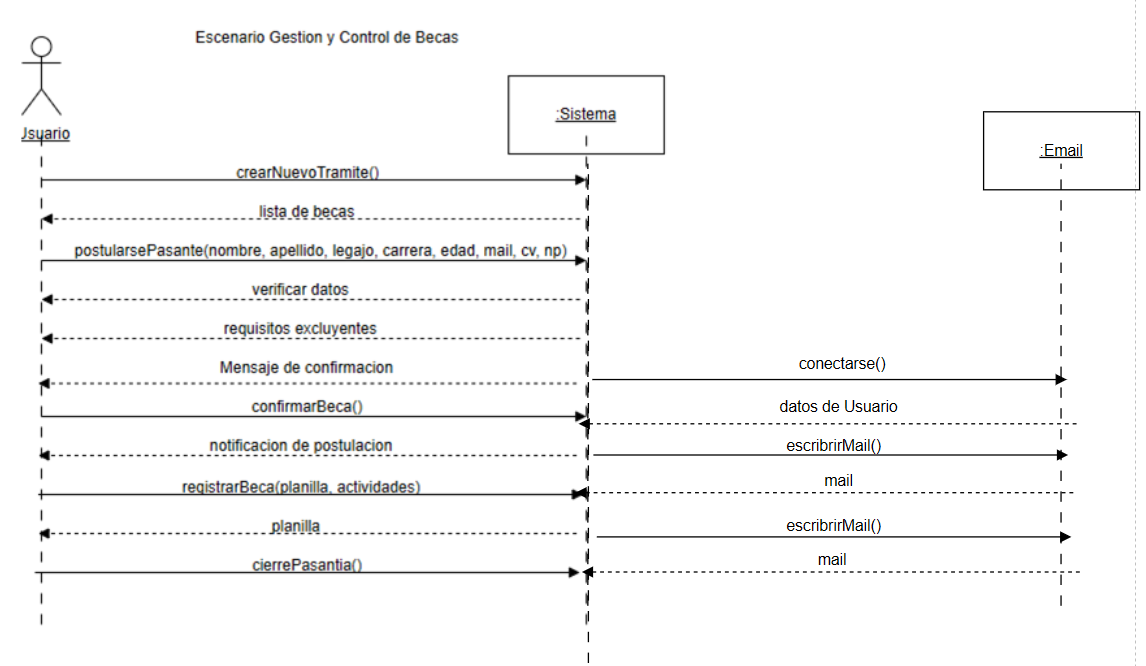 Escenario Gestion y Control de Becas
:Sistema
Jsuario
:Email
crearNuevoTramite()
lista de becas
postularsePasante(nombre, apellido, legajo, carrera, edad, mail, cv, np)
verificar datos
requisitos excluyentes
Mensaje de confirmacion
conectarse()
confirmarBeca()
datos de Usuario
notificacion de postulacion
escribrirMail()
registrarBeca(planilla, actividades)
mail
planilla
escribrirMail()
cierrePasantia()
mail